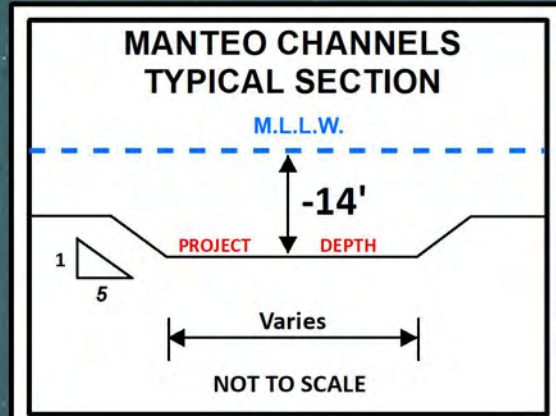 MANTEO CHANNELS
TYPICAL SECTION
M.L.L.W.
-14'
PROJECT DEPTH
1
5
Varies
NOT TO SCALE